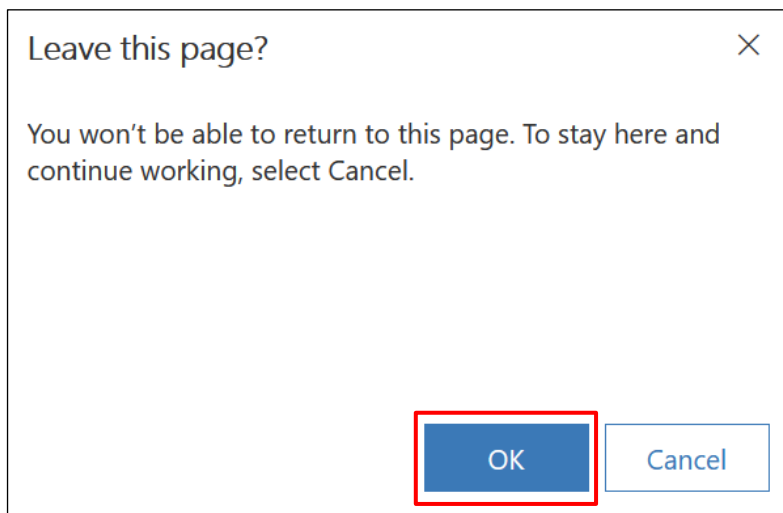 Leave this page?
You won’t be able to return to this page. To stay here and
continue working, select Cancel.
OK
Cancel